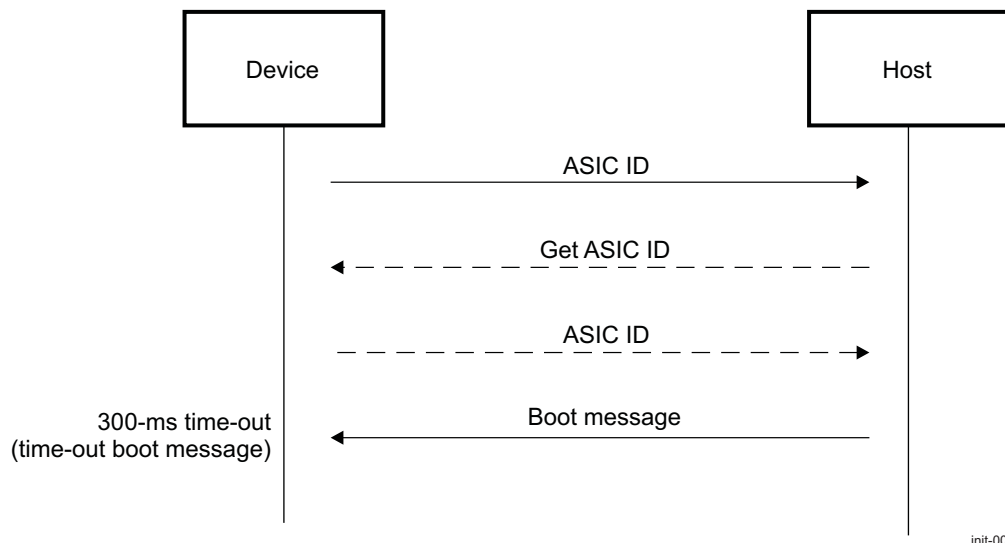 Device
Host
ASIC ID
Get ASIC ID
ASIC ID
300-ms time-out
(time-out boot message)
Boot message